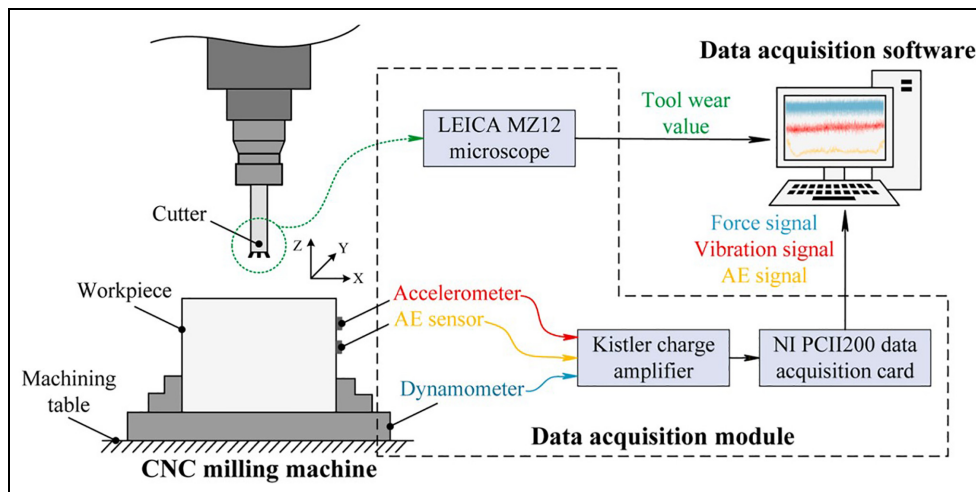 Data acquisition software
LEICA MZ12
microscope
Tool wear
value
Cutter
Z
Y
X
Force signal
Vibration signal
AE signal
Workpiece
Accelerometer
AE sensor
Kistler charge
amplifier
NI PCII200 data
acquisition card
Machining
table
Dynamometer
Data acquisition module
CNC milling machine